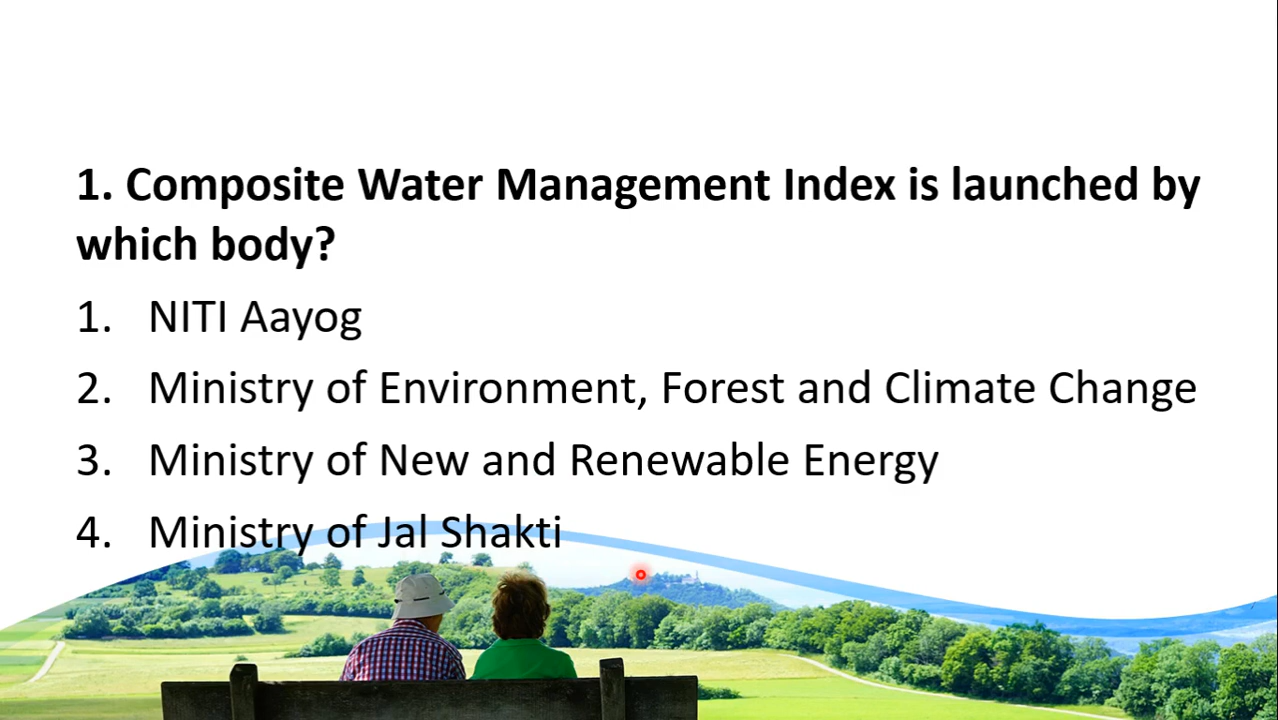 1. Composite Water Management Index is launched by
which body?
1. NITI Aayog
2. Ministry of Environment, Forest and Climate Change
3. Ministry of New and Renewable Energy
4. Ministry of Jal Shakti